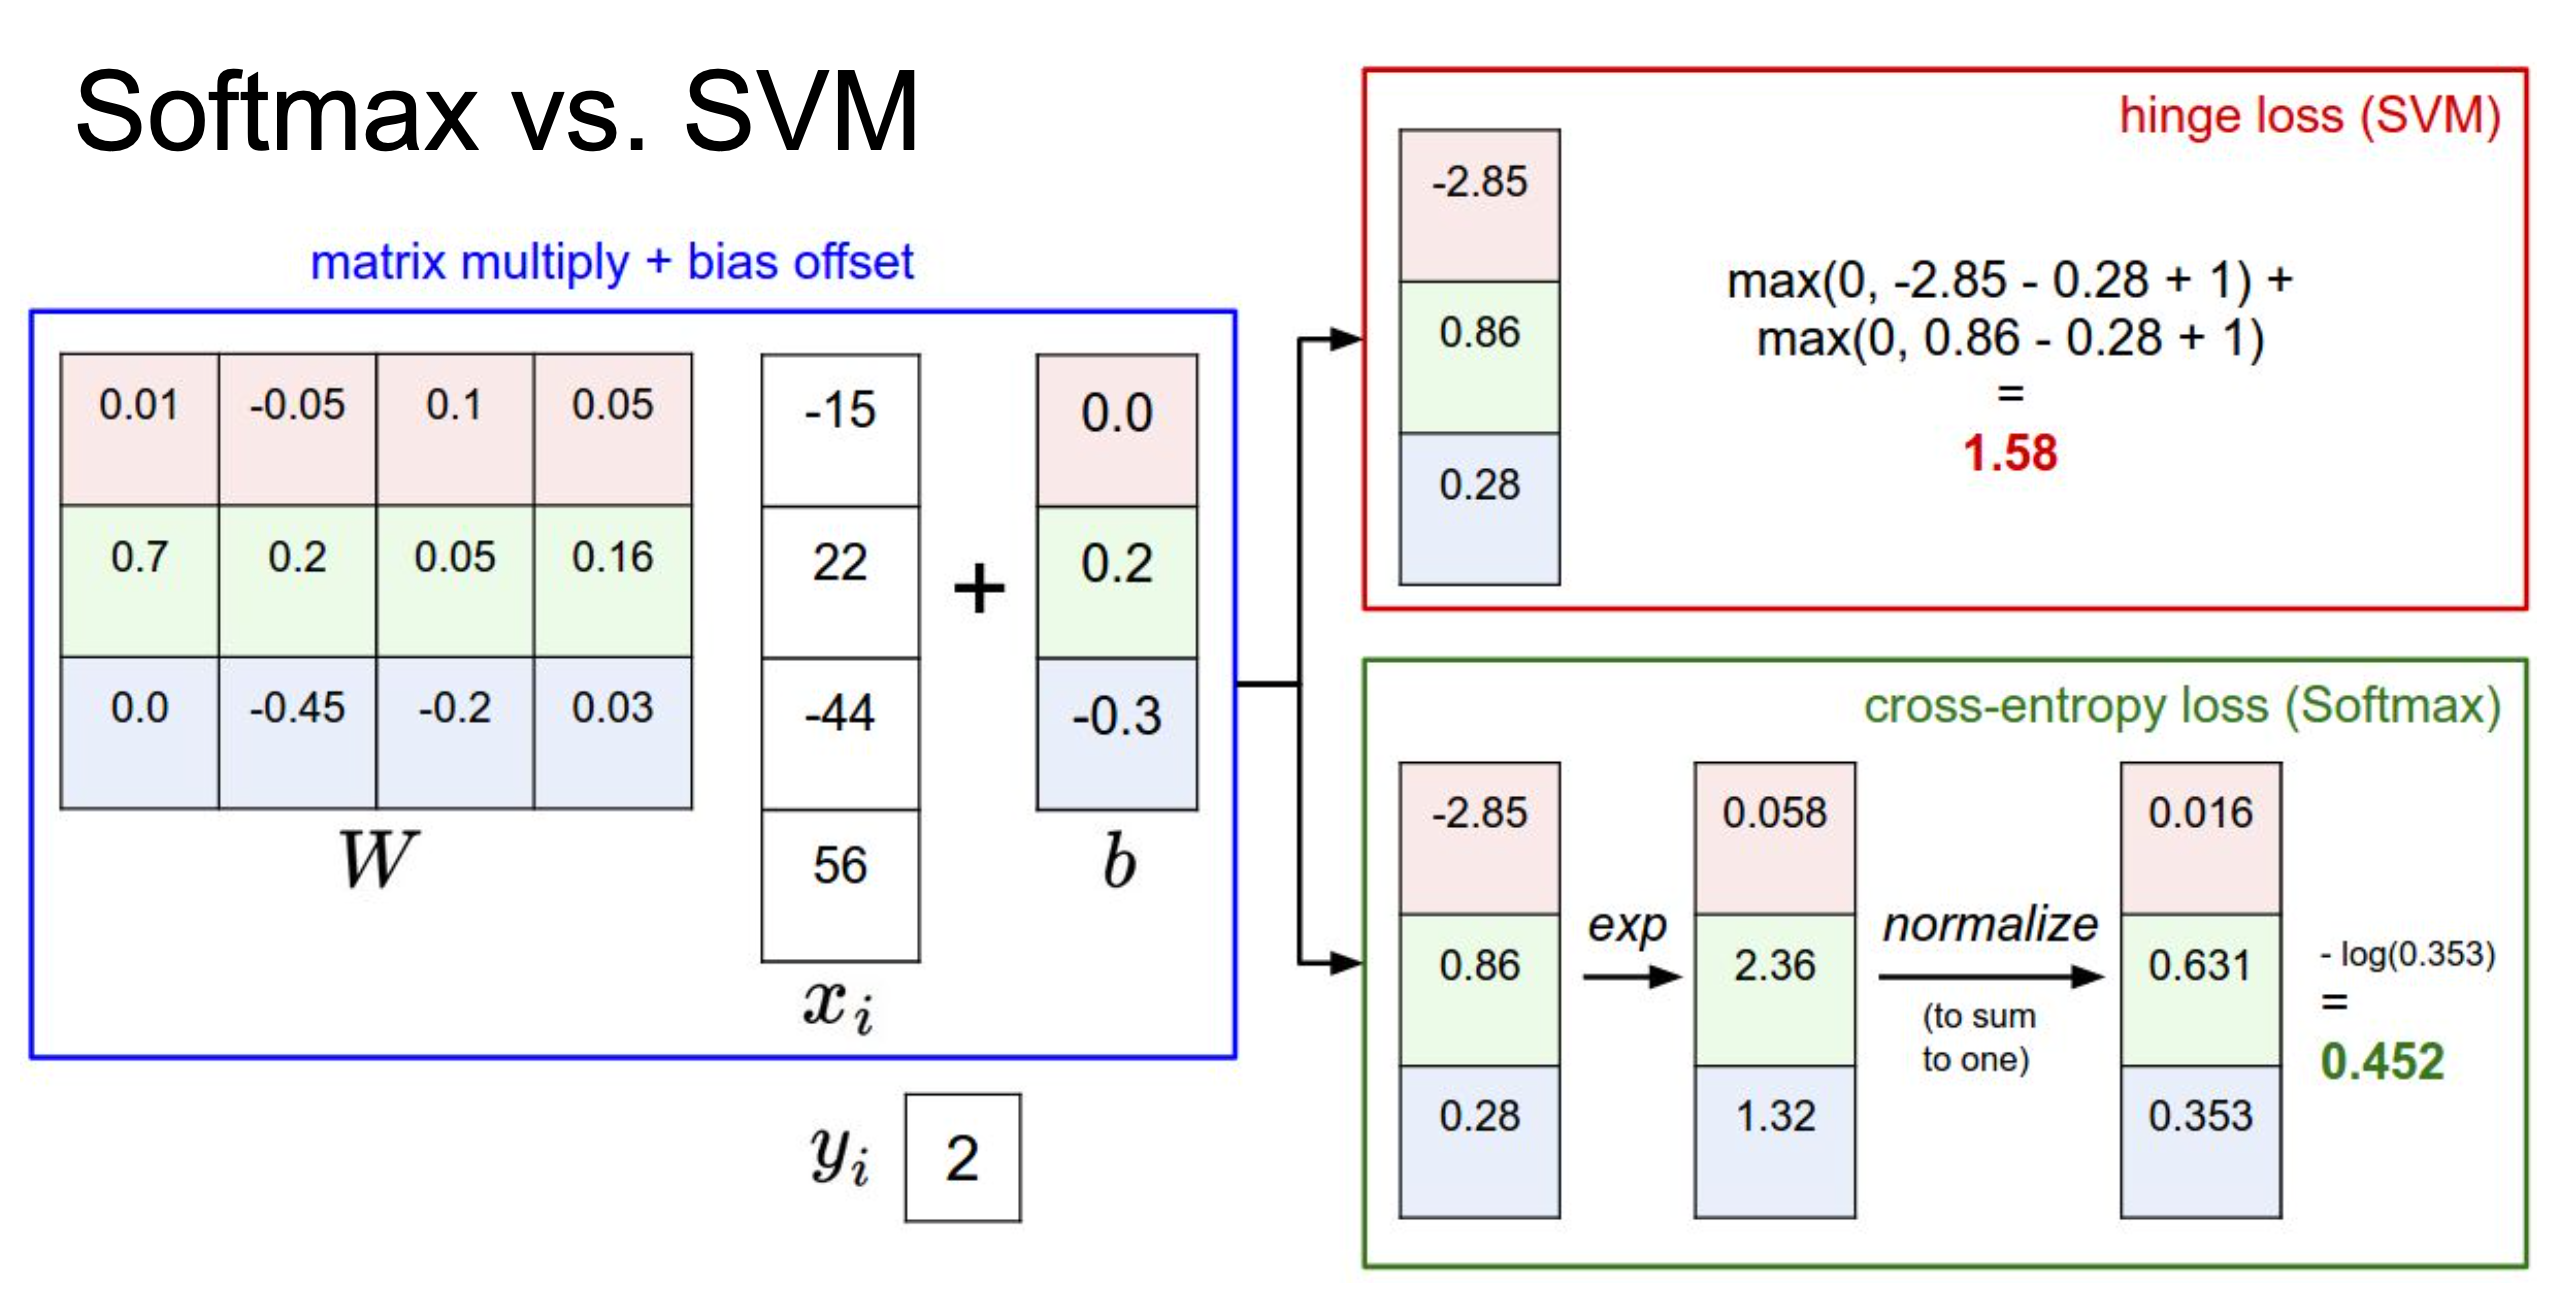 Softmax vs. SVM
matrix multiply + bias offset
0.01 -0.05 0.1 0.05
0.7 0.2 0.05 0.16
0.0 -0.45 -0.2 0.03
W
-15
22
-44
56
x_i
+
0.0
0.2
-0.3
b
y_i 2
hinge loss (SVM)
-2.85
0.86
0.28
max(0, -2.85 - 0.28 + 1) +
max(0, 0.86 - 0.28 + 1)
=
1.58
cross-entropy loss (Softmax)
-2.85
0.86
0.28
exp
0.058
2.36
1.32
normalize
(to sum
to one)
0.016
0.631
0.353
- log(0.353)
=
0.452